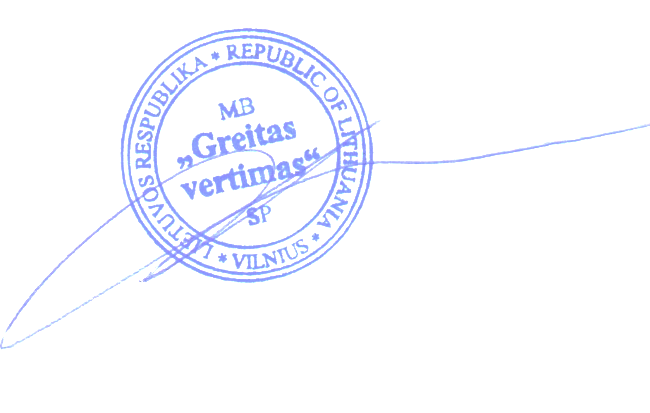 LIETUVOS RESPUBLIKA * REPUBLIC OF LITHUANIA * VILNIUS *
MB
„Greitas
vertimas“
SP